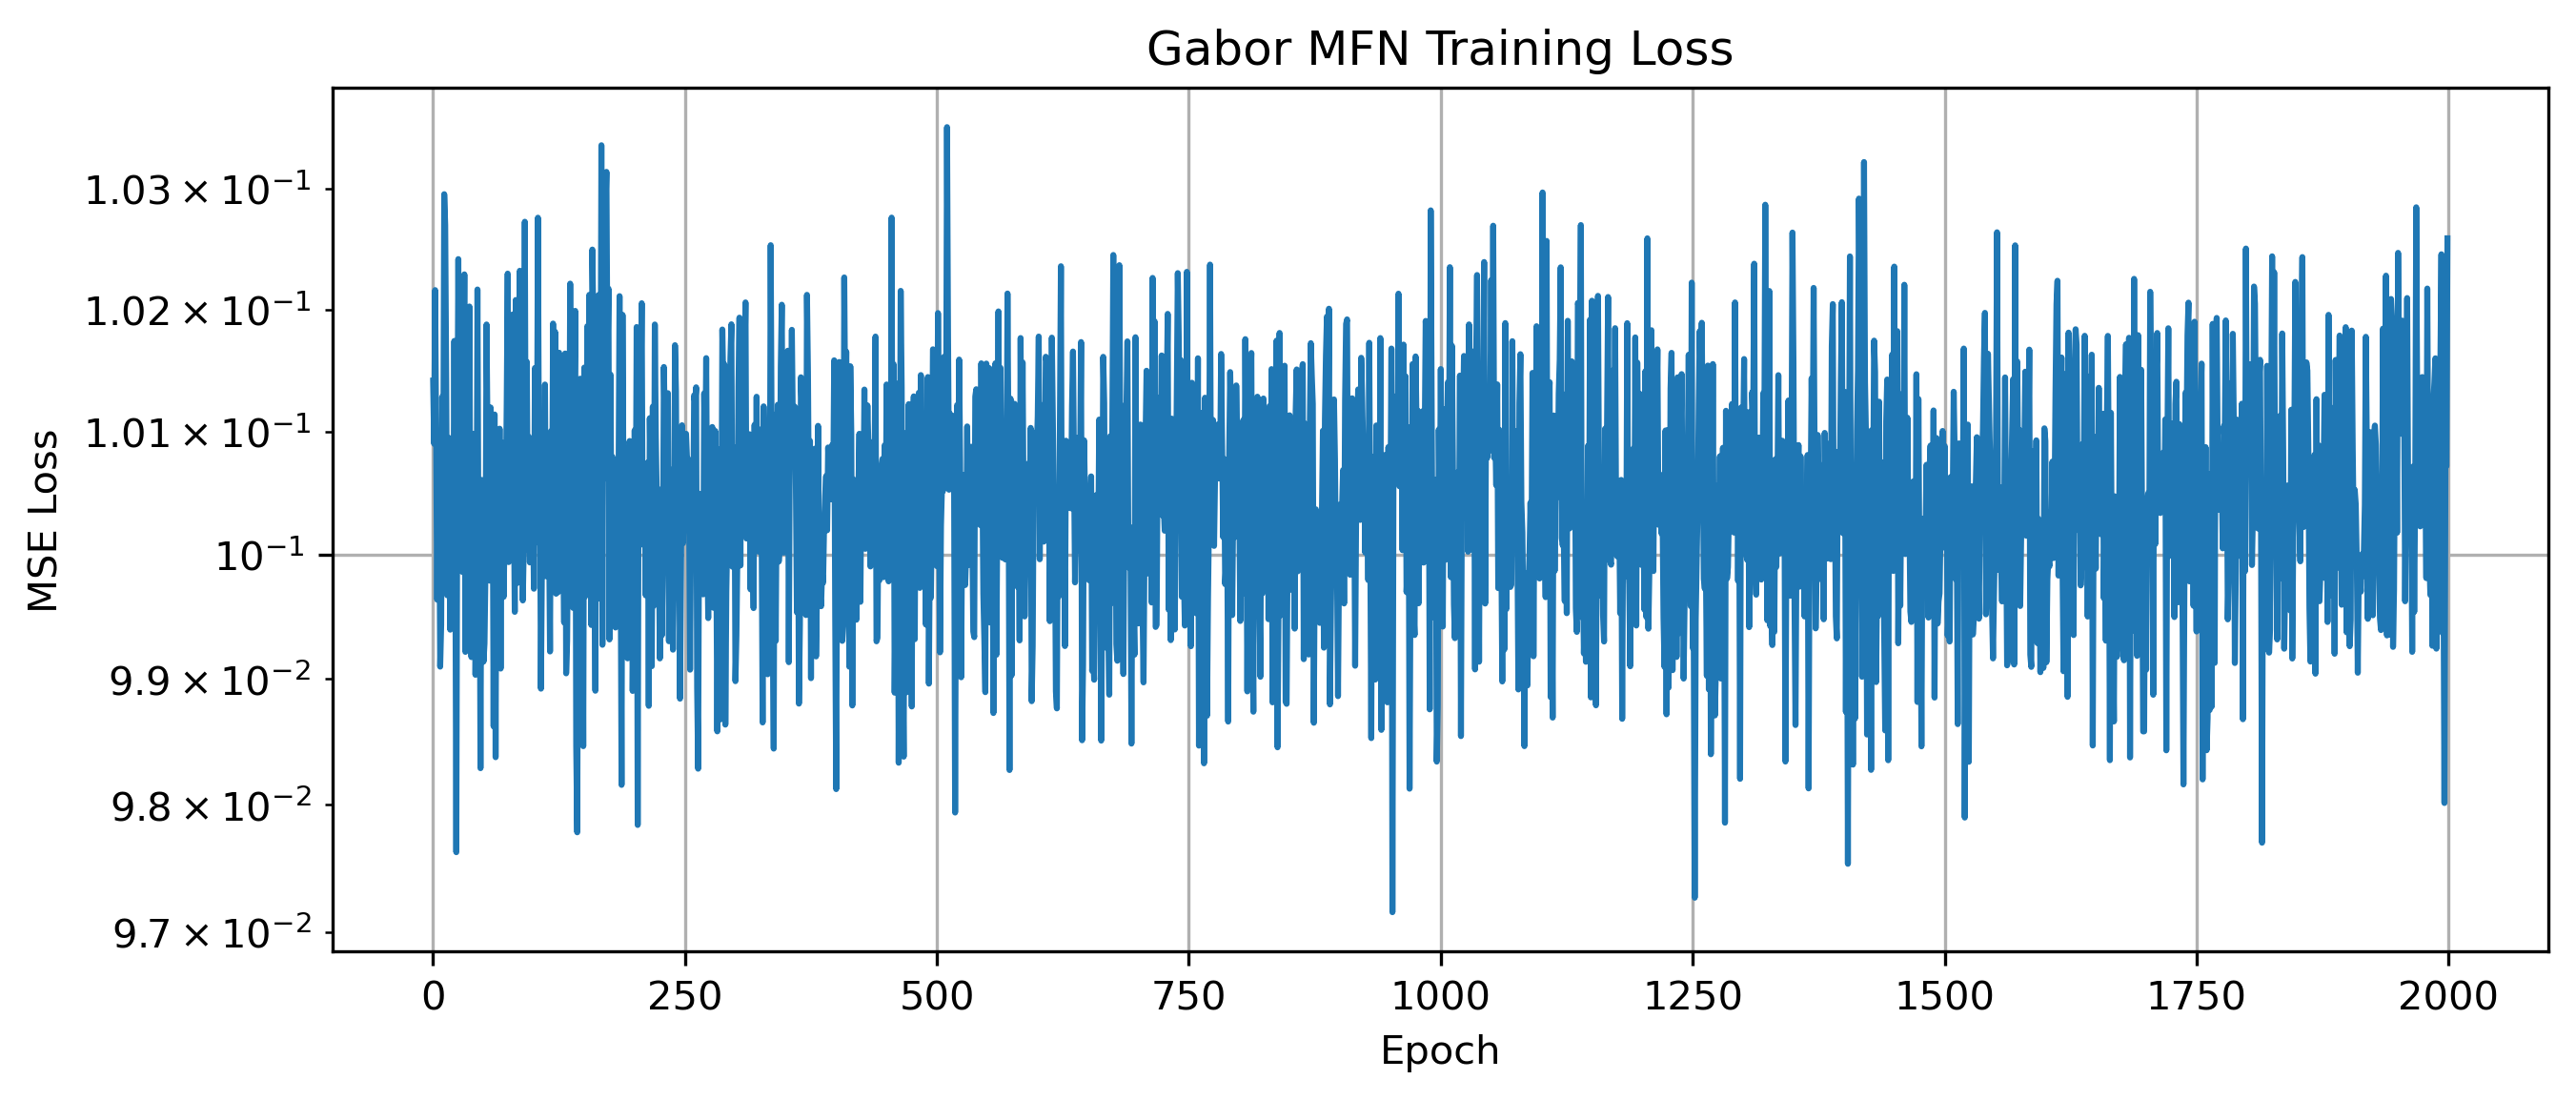 Gabor MFN Training Loss
MSE Loss
1.03 × 10⁻¹
1.02 × 10⁻¹
1.01 × 10⁻¹
10⁻¹
9.9 × 10⁻²
9.8 × 10⁻²
9.7 × 10⁻²
0 250 500 750 1000 1250 1500 1750 2000
Epoch